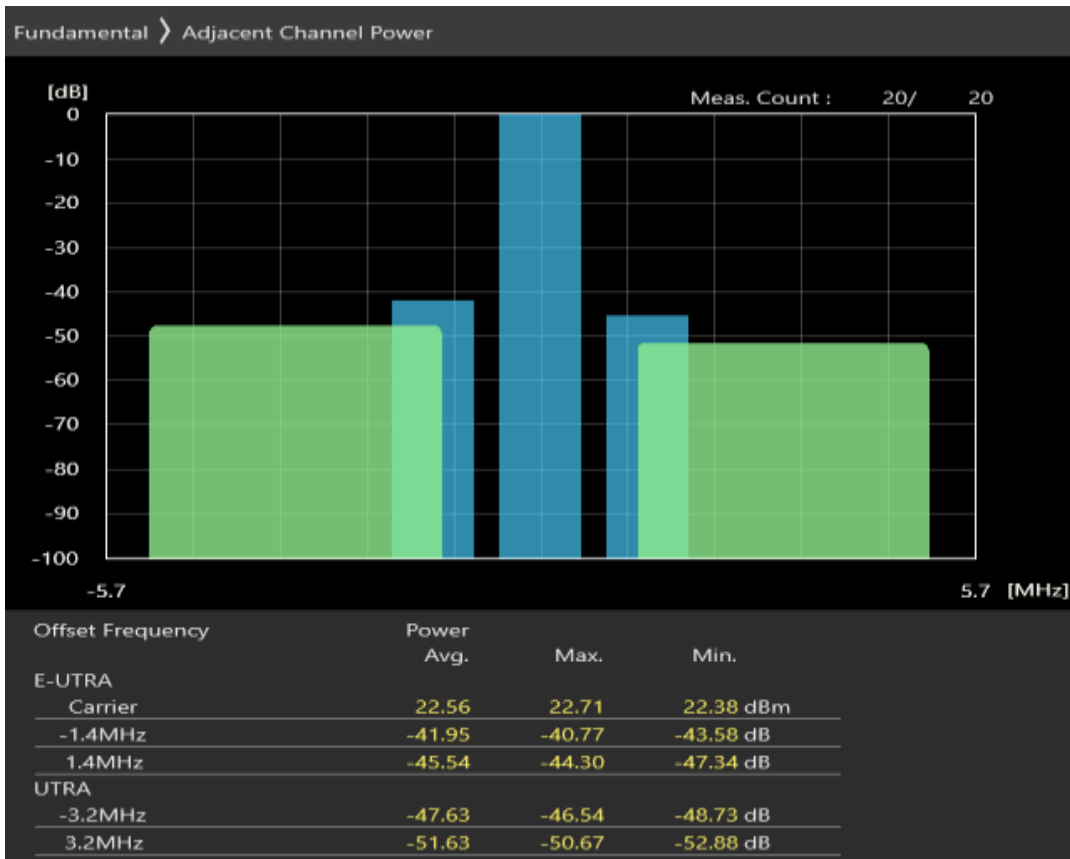 Fundamental 〉 Adjacent Channel Power
[dB]
Meas. Count : 20/ 20
0
-10
-20
-30
-40
-50
-60
-70
-80
-90
-100
-5.7 5.7 [MHz]
Offset Frequency Power
Avg. Max. Min.
E-UTRA
Carrier 22.56 22.71 22.38 dBm
-1.4MHz -41.95 -40.77 -43.58 dB
1.4MHz -45.54 -44.30 -47.34 dB
UTRA
-3.2MHz -47.63 -46.54 -48.73 dB
3.2MHz -51.63 -50.67 -52.88 dB